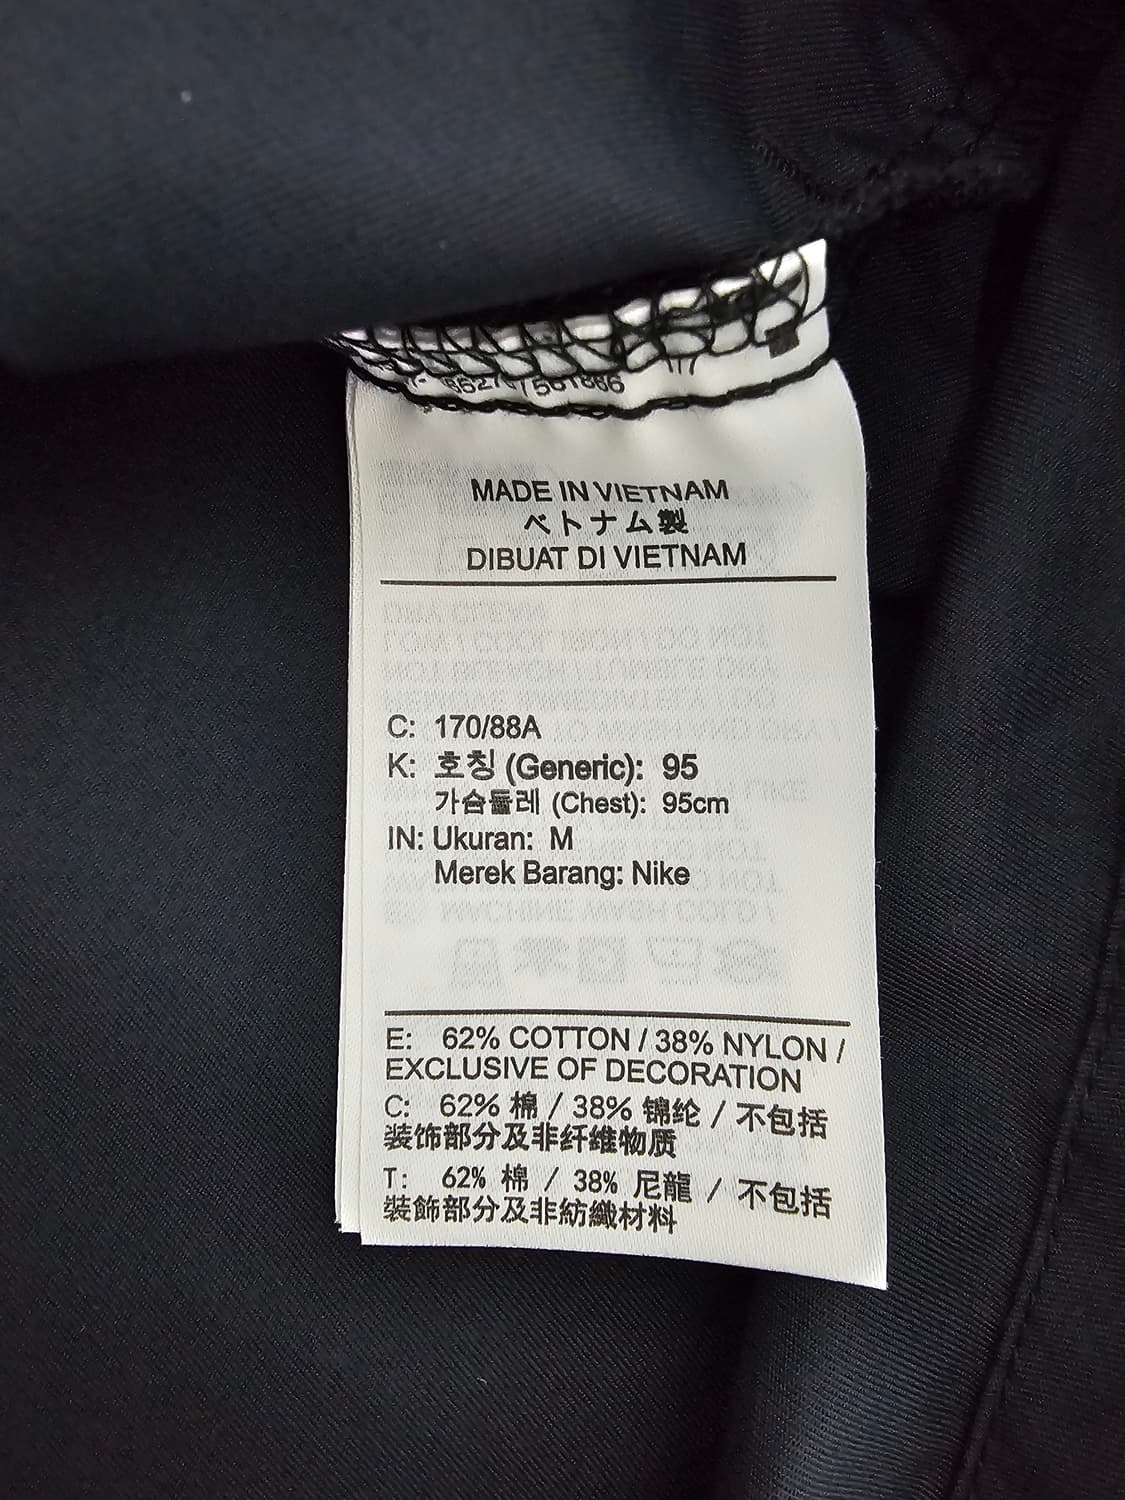 MADE IN VIETNAM
ベトナム製
DIBUAT DI VIETNAM
C: 170/88A
K: 호칭 (Generic): 95
가슴둘레 (Chest): 95cm
IN: Ukuran: M
Merek Barang: Nike
E: 62% COTTON / 38% NYLON /
EXCLUSIVE OF DECORATION
C: 62% 棉 / 38% 锦纶 / 不包括
装饰部分及非纤维物质
T: 62% 棉 / 38% 尼龍 / 不包括
裝飾部分及非紡織材料